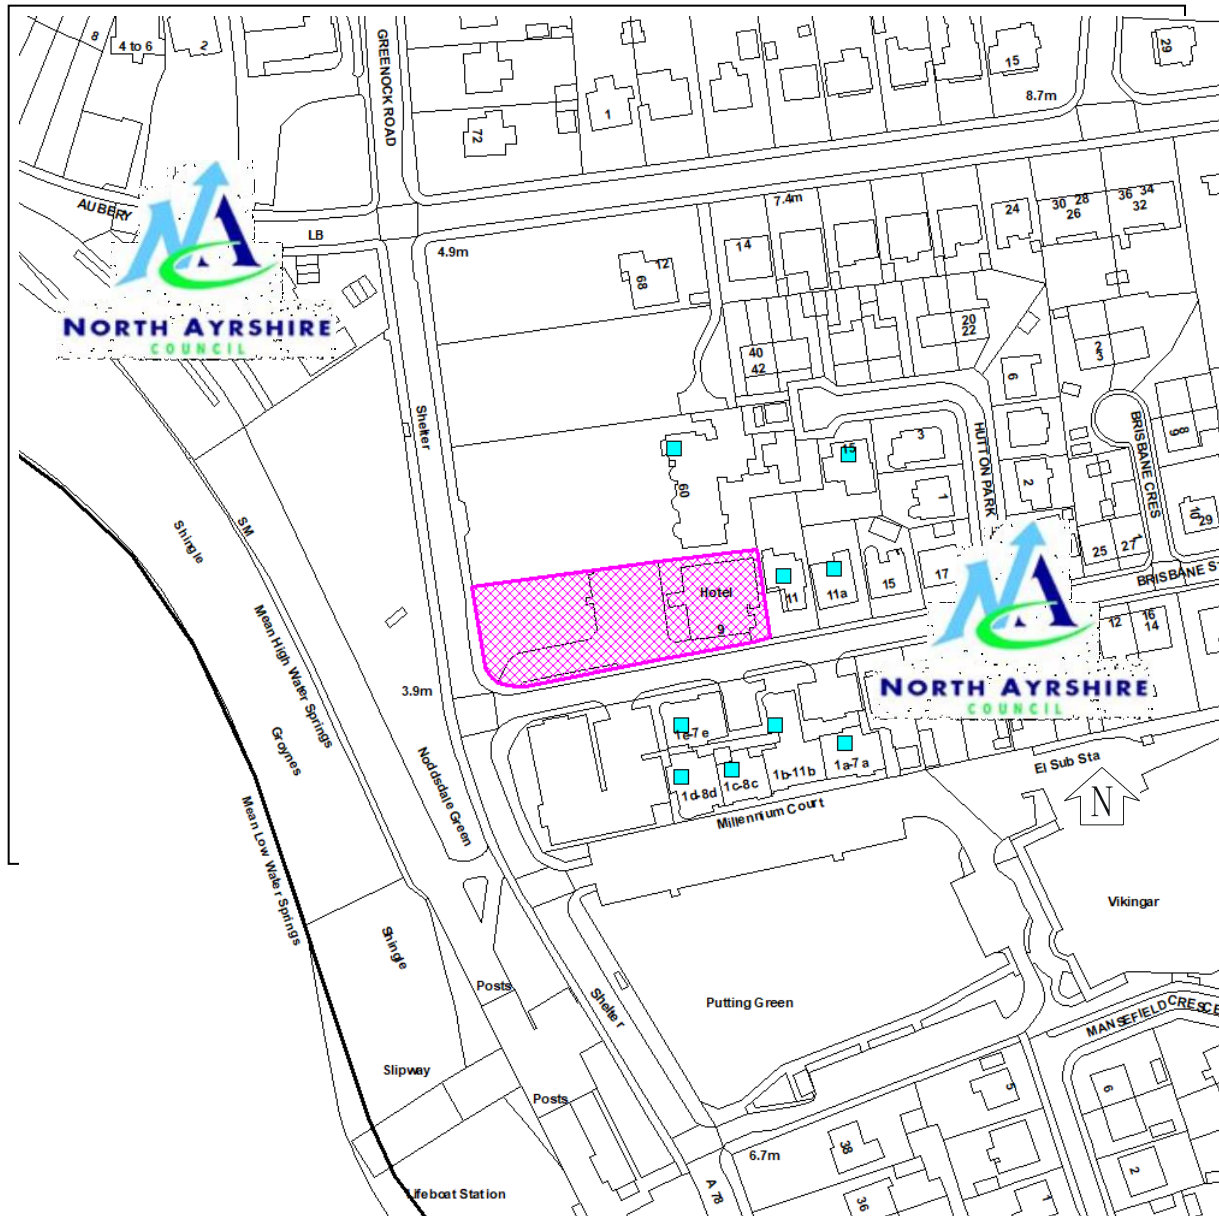 8
4 to 6
2
GREENOCK ROAD
72
1
15
29
8.7m
AUBERY
LB
4.9m
7.4m
NORTH AYRSHIRE
COUNCIL
68
12
14
24
30 28
26
36 34
32
20
22
40
42
2
3
6
Shelter
HUTTON PARK
BRISBANE CRES
3
15
1
2
9
8
10
29
60
SM
Shingle
Mean High Water Springs
Groynes
Mean Low Water Springs
Hotel
9
11
11a
15
17
25
27
1
BRISBANE S
12
16
14
NORTH AYRSHIRE
COUNCIL
3.9m
Noddsdale Green
1e-7e
1d-8d
1c-8c
1b-11b
1a-7a
Millennium Court
El Sub Sta
N
Vikingar
Putting Green
Shingle
Posts
Shelter
Slipway
Posts
MANSEFIELD CRESCE
5
6
38
36
6.7m
2
1
A 78
Lifeboat Station